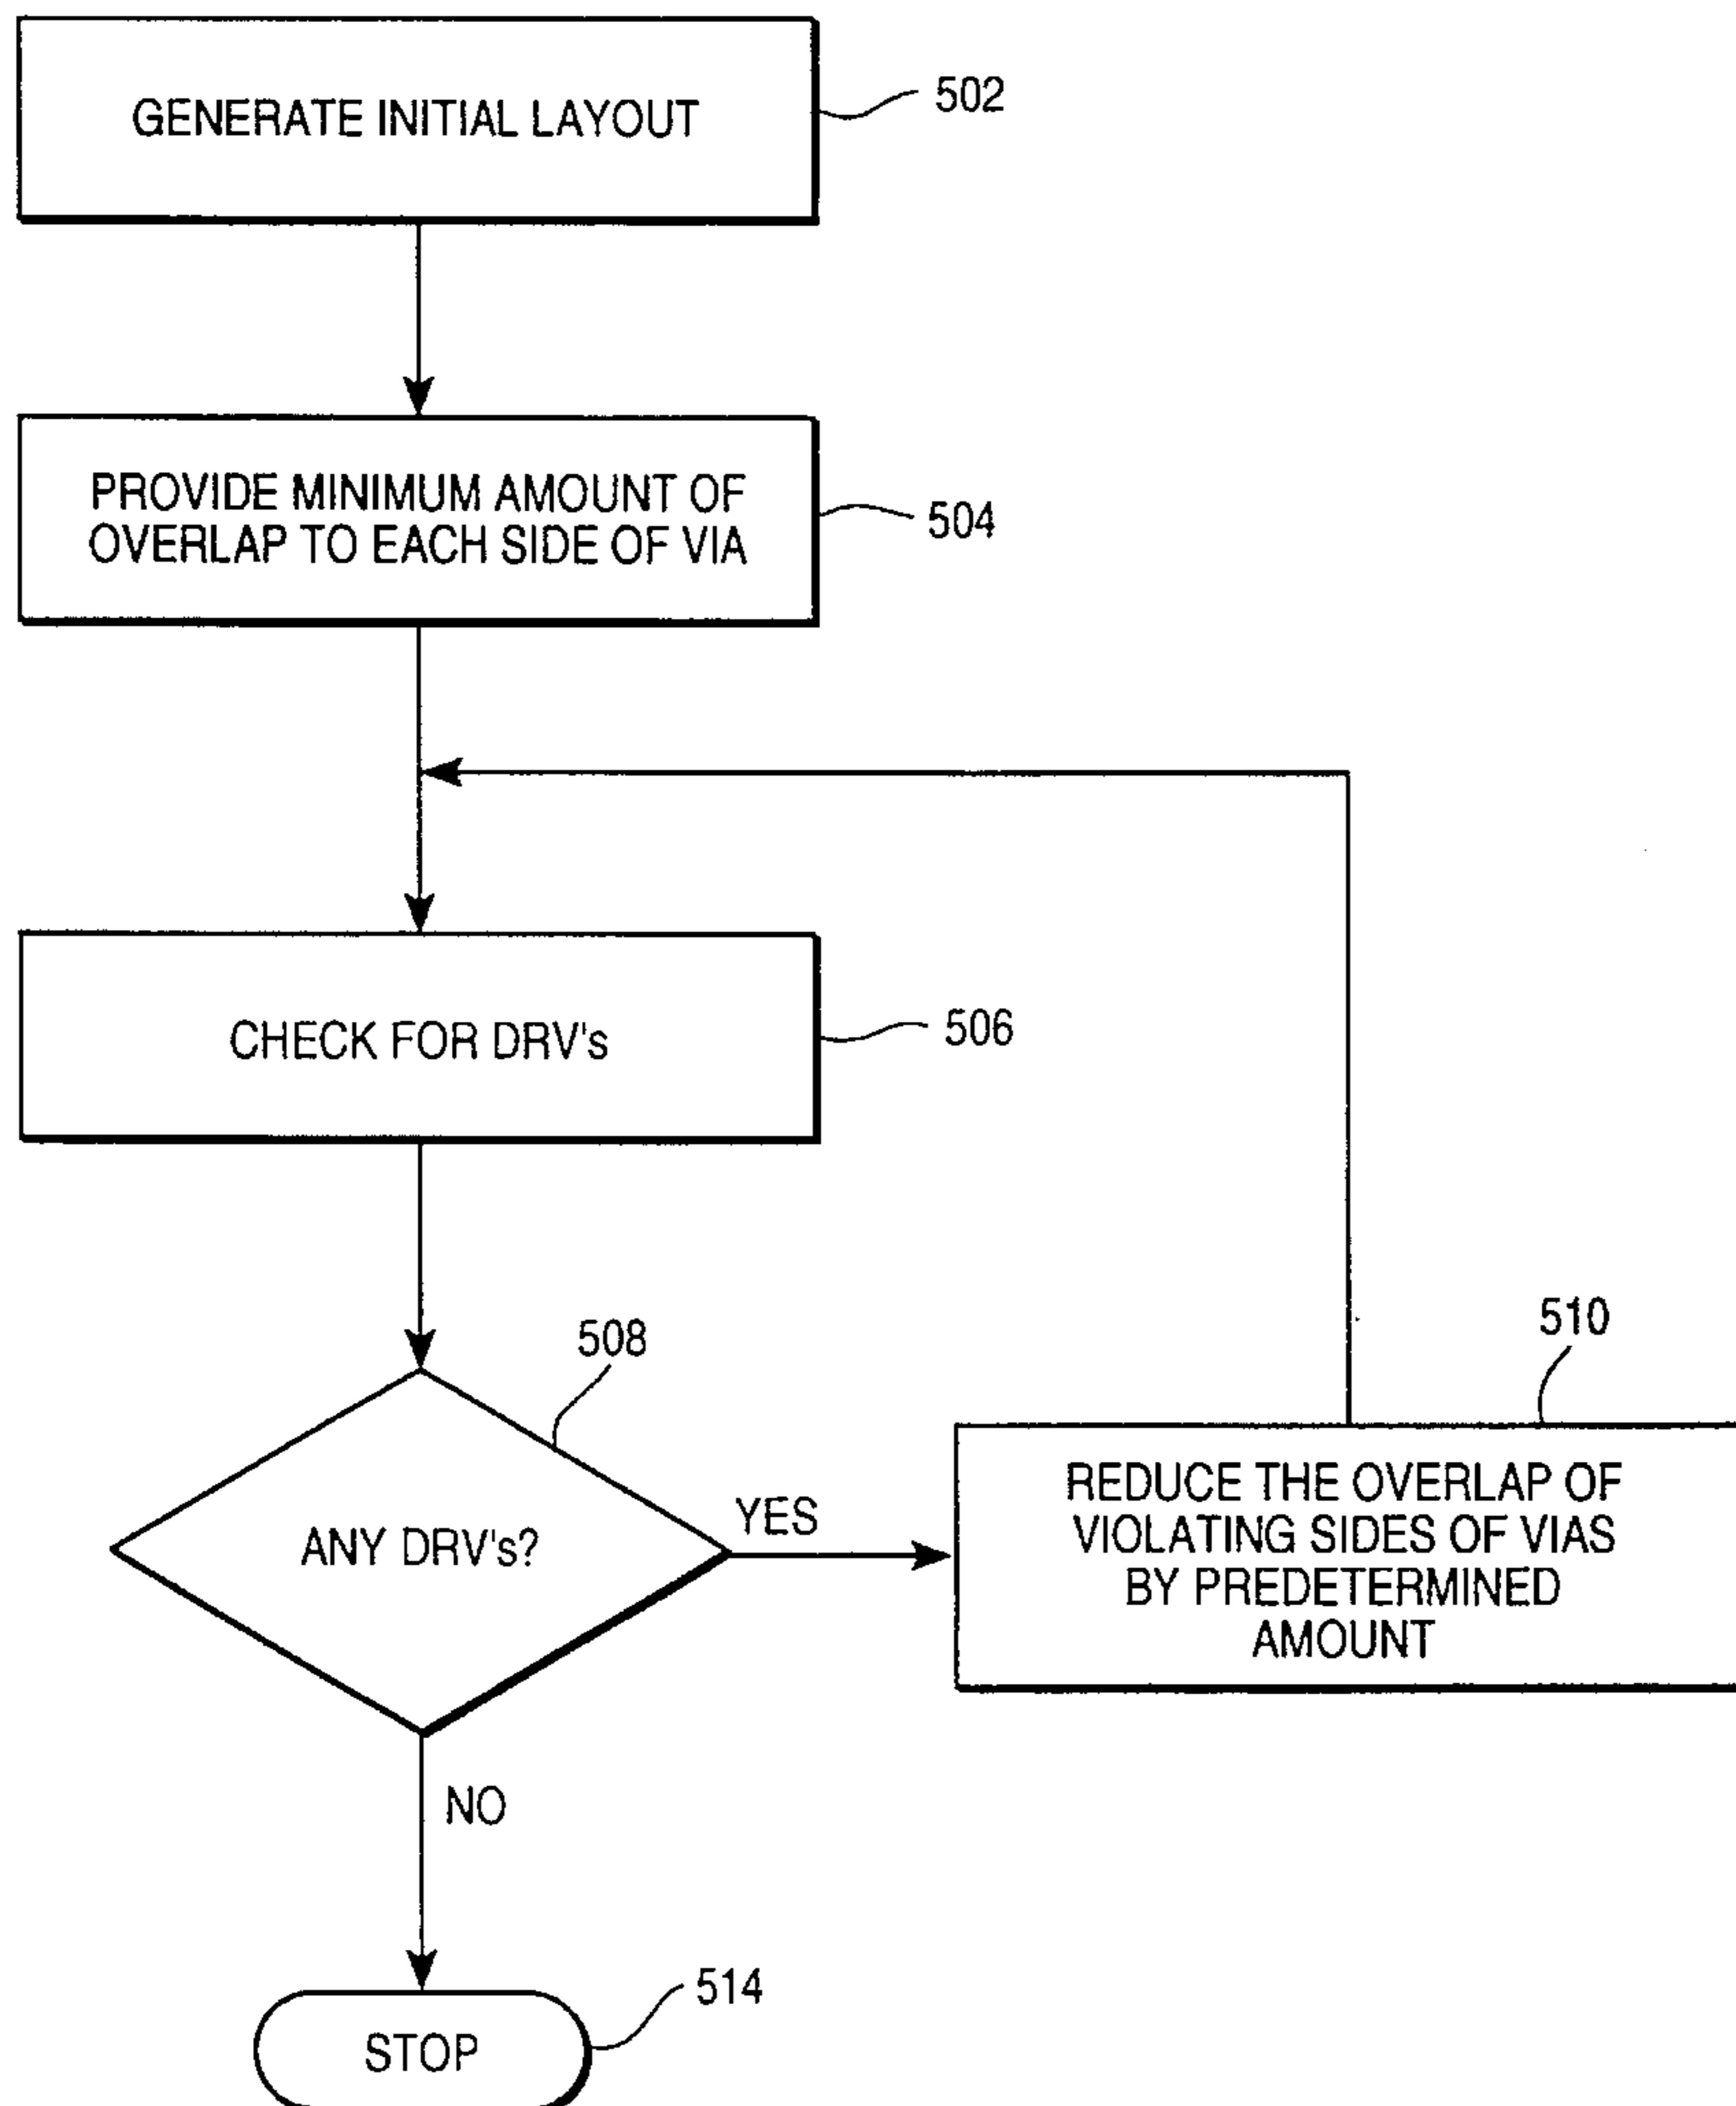 GENERATE INITIAL LAYOUT
502
PROVIDE MINIMUM AMOUNT OF
OVERLAP TO EACH SIDE OF VIA
504
CHECK FOR DRV's
506
508
ANY DRV's?
YES
510
REDUCE THE OVERLAP OF
VIOLATING SIDES OF VIAS
BY PREDETERMINED
AMOUNT
NO
514
STOP